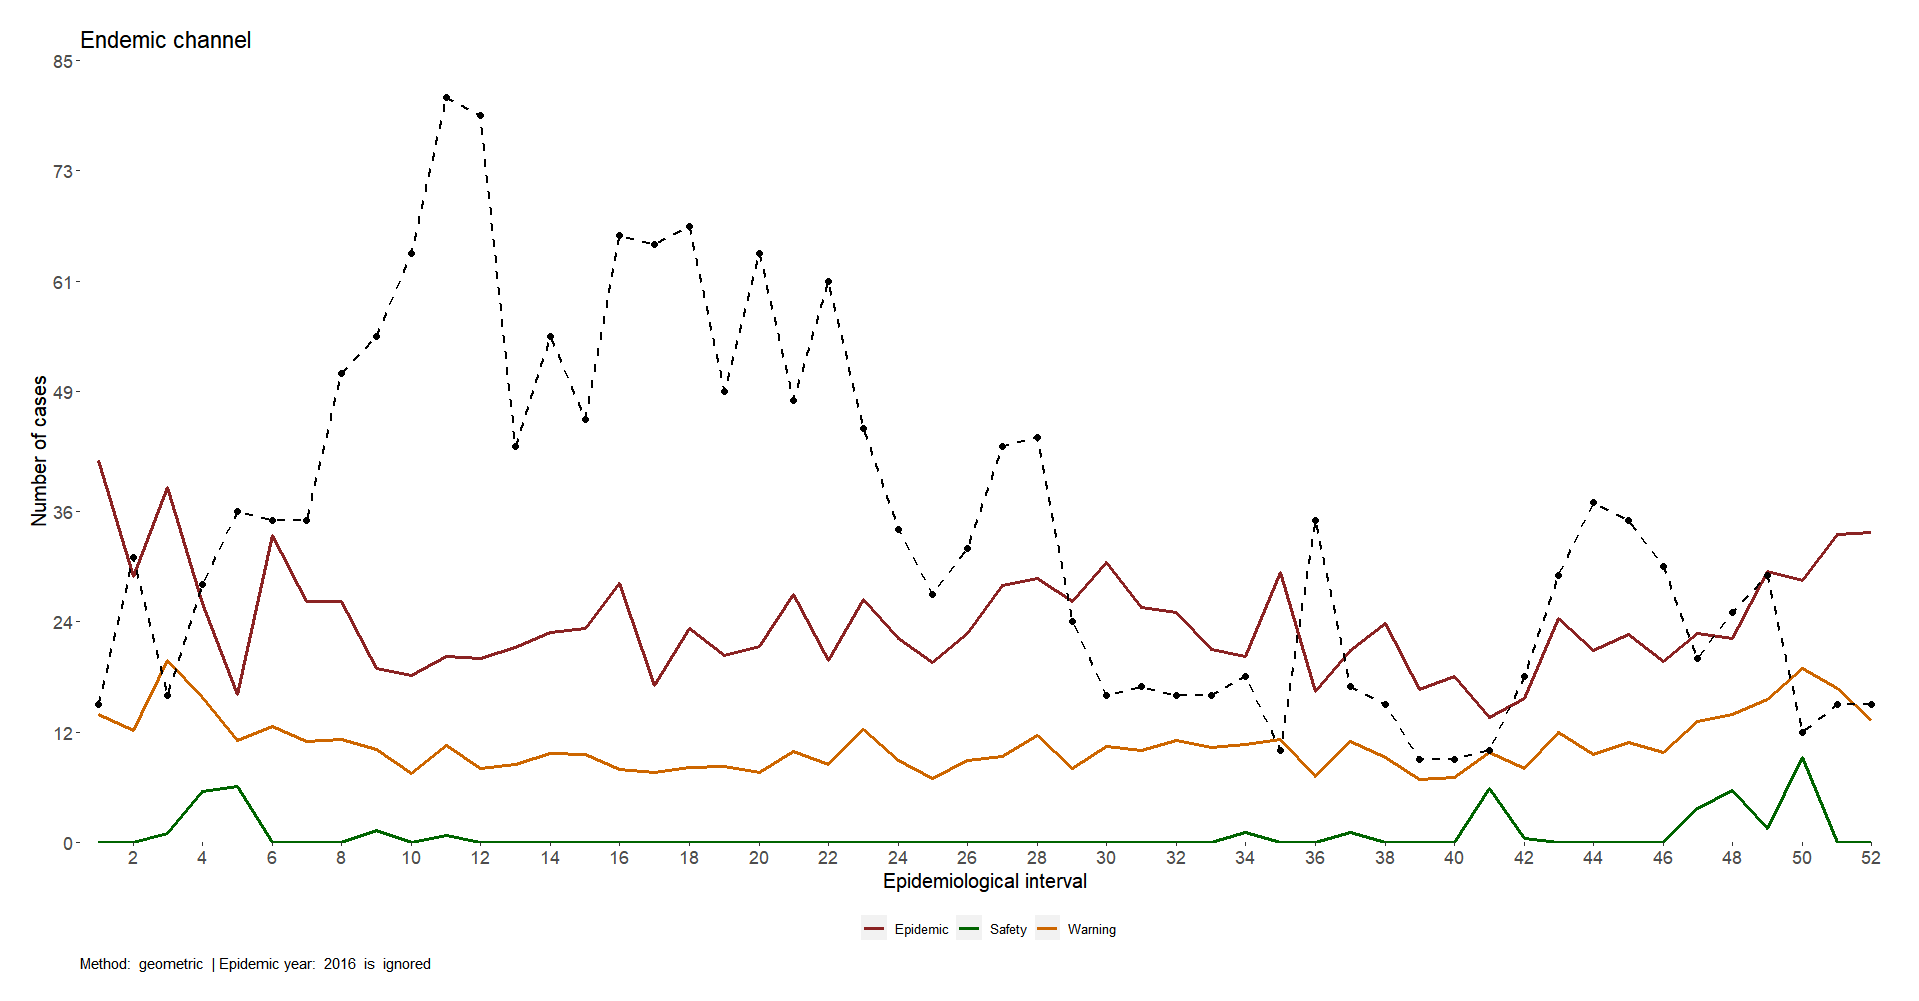 Endemic channel
85
73
61
49
36
24
12
0
Number of cases
2 4 6 8 10 12 14 16 18 20 22 24 26 28 30 32 34 36 38 40 42 44 46 48 50 52
Epidemiological interval
Epidemic Safety Warning
Method: geometric | Epidemic year: 2016 is ignored